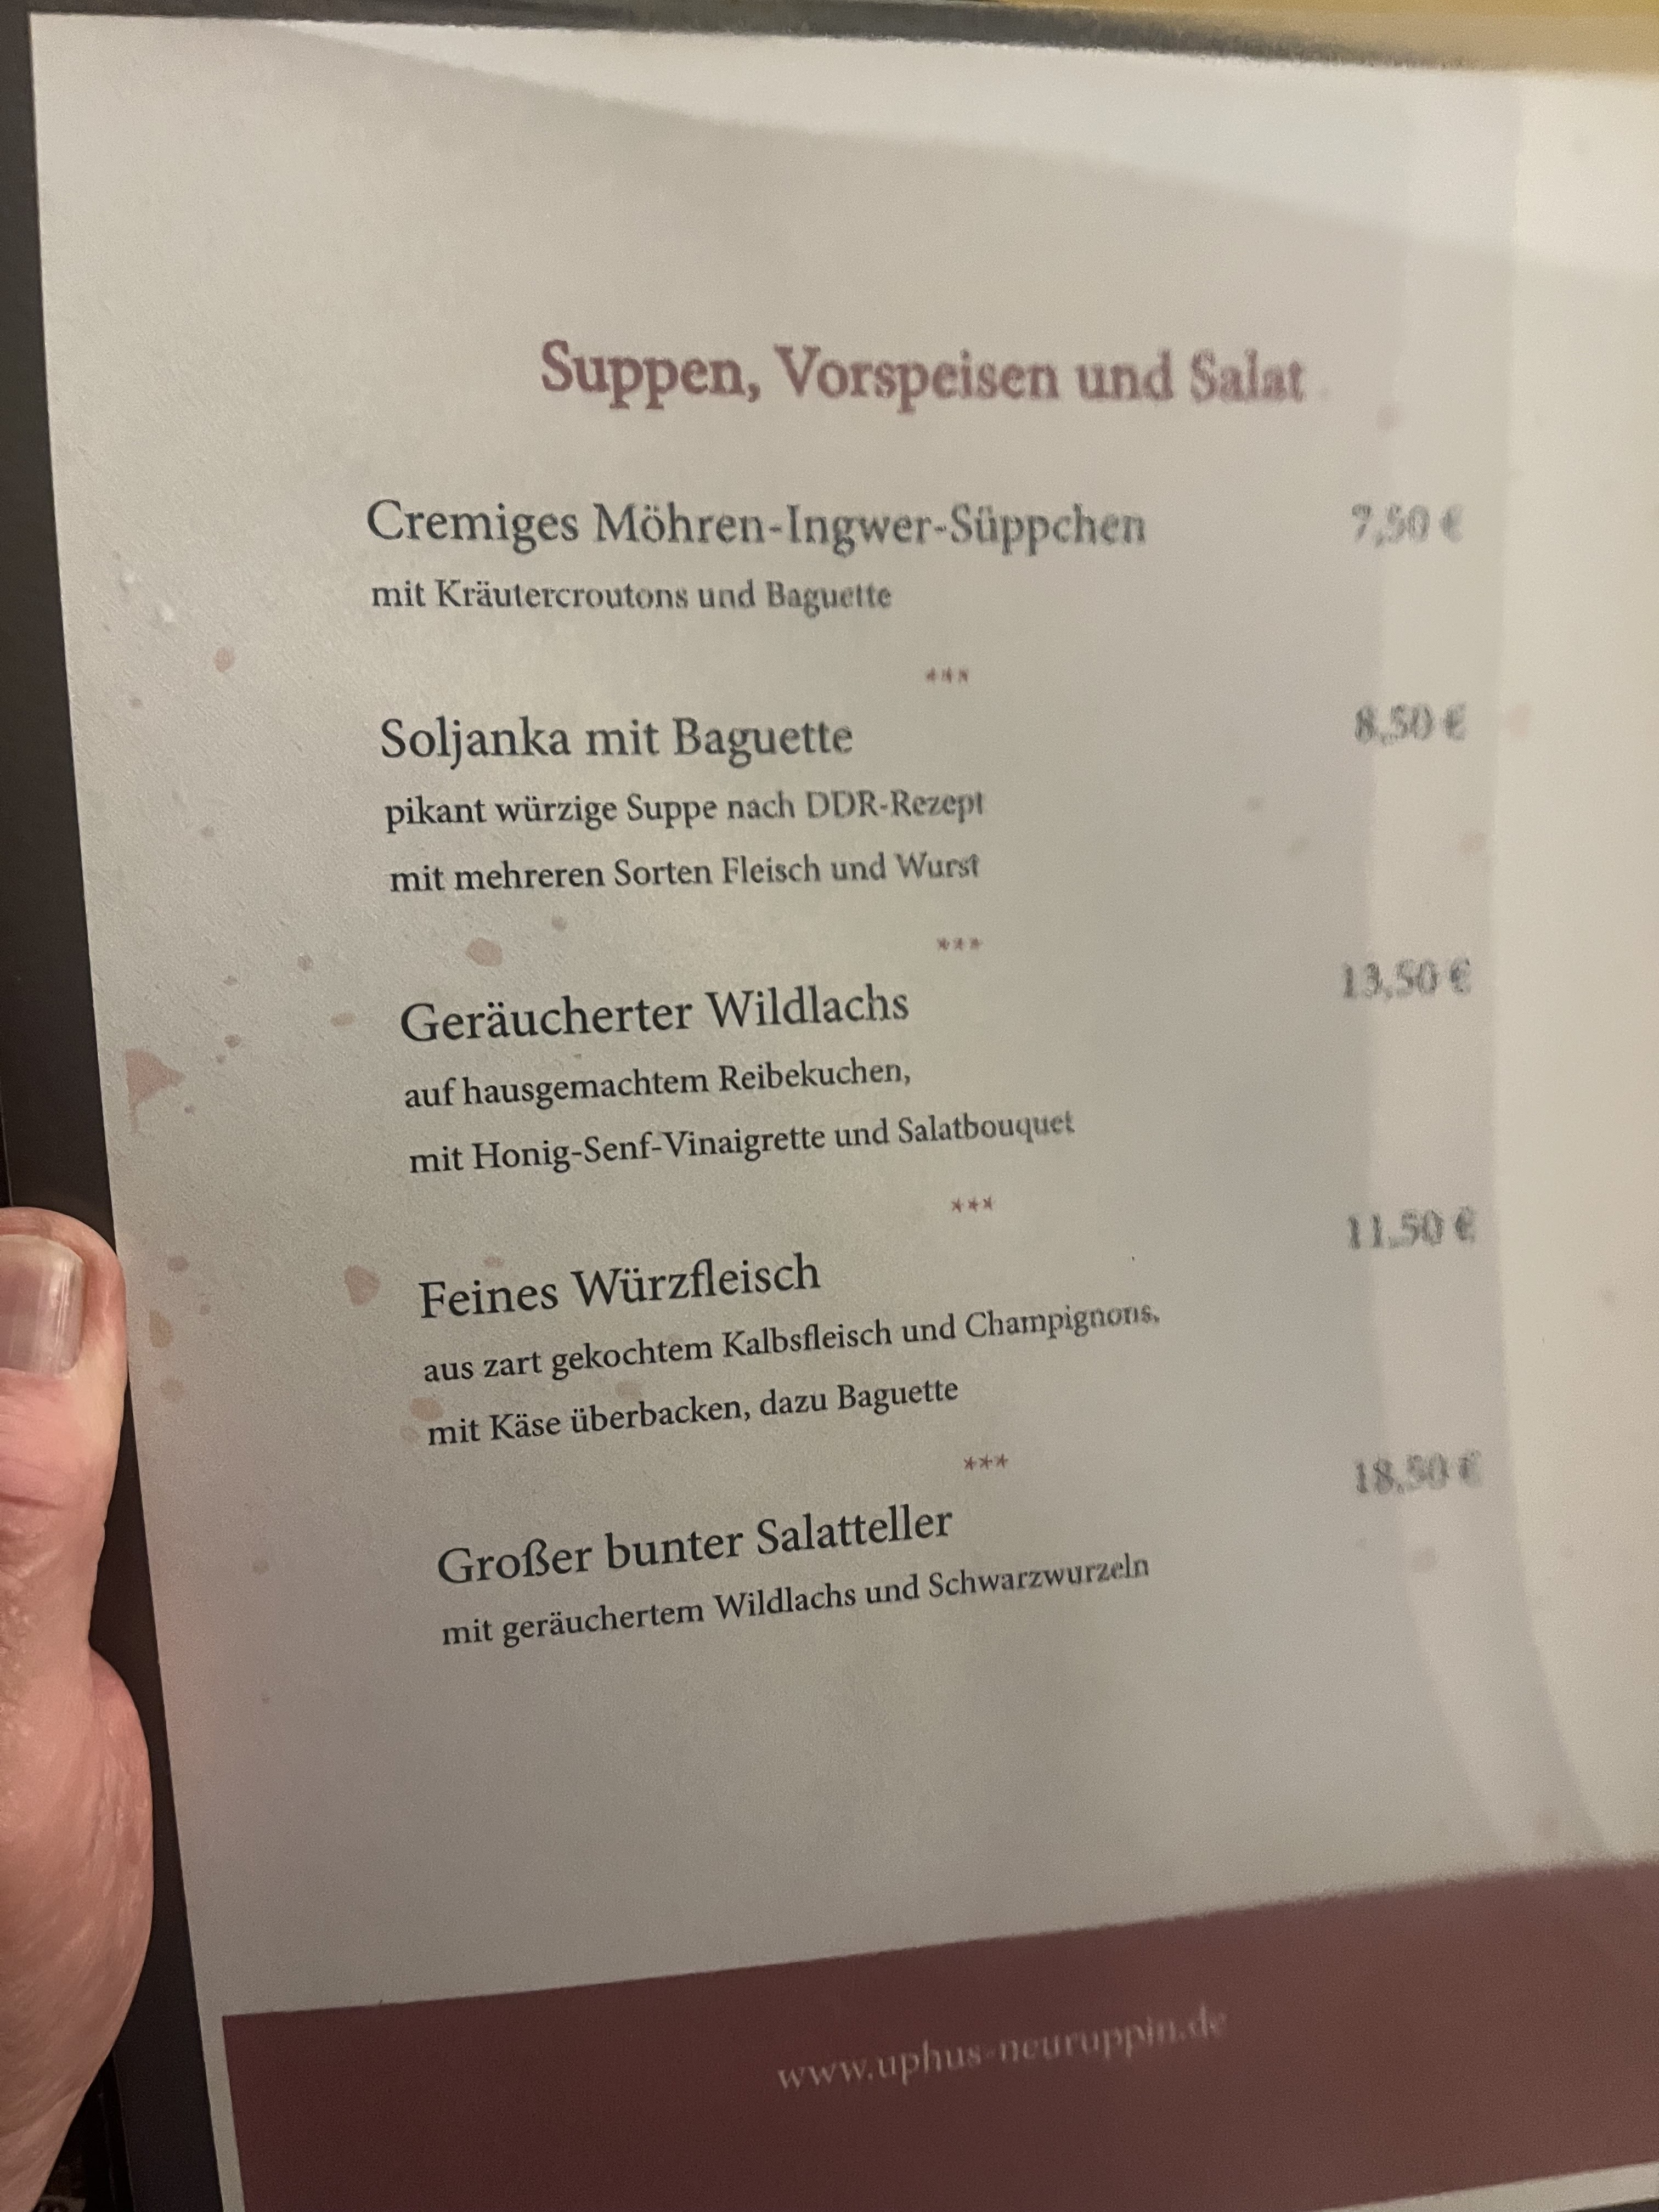 Suppen, Vorspeisen und Salat
Cremiges Möhren-Ingwer-Süppchen 7,50 €
mit Kräutercroutons und Baguette
***
Soljanka mit Baguette 8,50 €
pikant würzige Suppe nach DDR-Rezept
mit mehreren Sorten Fleisch und Wurst
***
Geräucherter Wildlachs 13,50 €
auf hausgemachtem Reibekuchen,
mit Honig-Senf-Vinaigrette und Salatbouquet
***
Feines Würzfleisch 11,50 €
aus zart gekochtem Kalbsfleisch und Champignons,
mit Käse überbacken, dazu Baguette
***
Großer bunter Salatteller 18,50 €
mit geräuchertem Wildlachs und Schwarzwurzeln
www.uphus-neuruppin.de